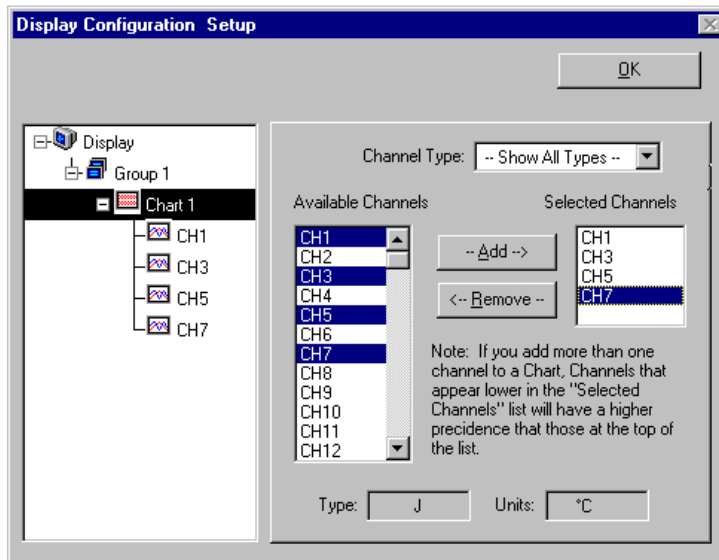 Display Configuration Setup
OK
Display
Group 1
Chart 1
CH1
CH3
CH5
CH7
Channel Type: -- Show All Types --
Available Channels
CH1
CH2
CH3
CH4
CH5
CH6
CH7
CH8
CH9
CH10
CH11
CH12
-- Add -->
<-- Remove --
Selected Channels
CH1
CH3
CH5
CH7
Note: If you add more than one
channel to a Chart, Channels that
appear lower in the "Selected
Channels" list will have a higher
precidence that those at the top of
the list.
Type: J
Units: °C